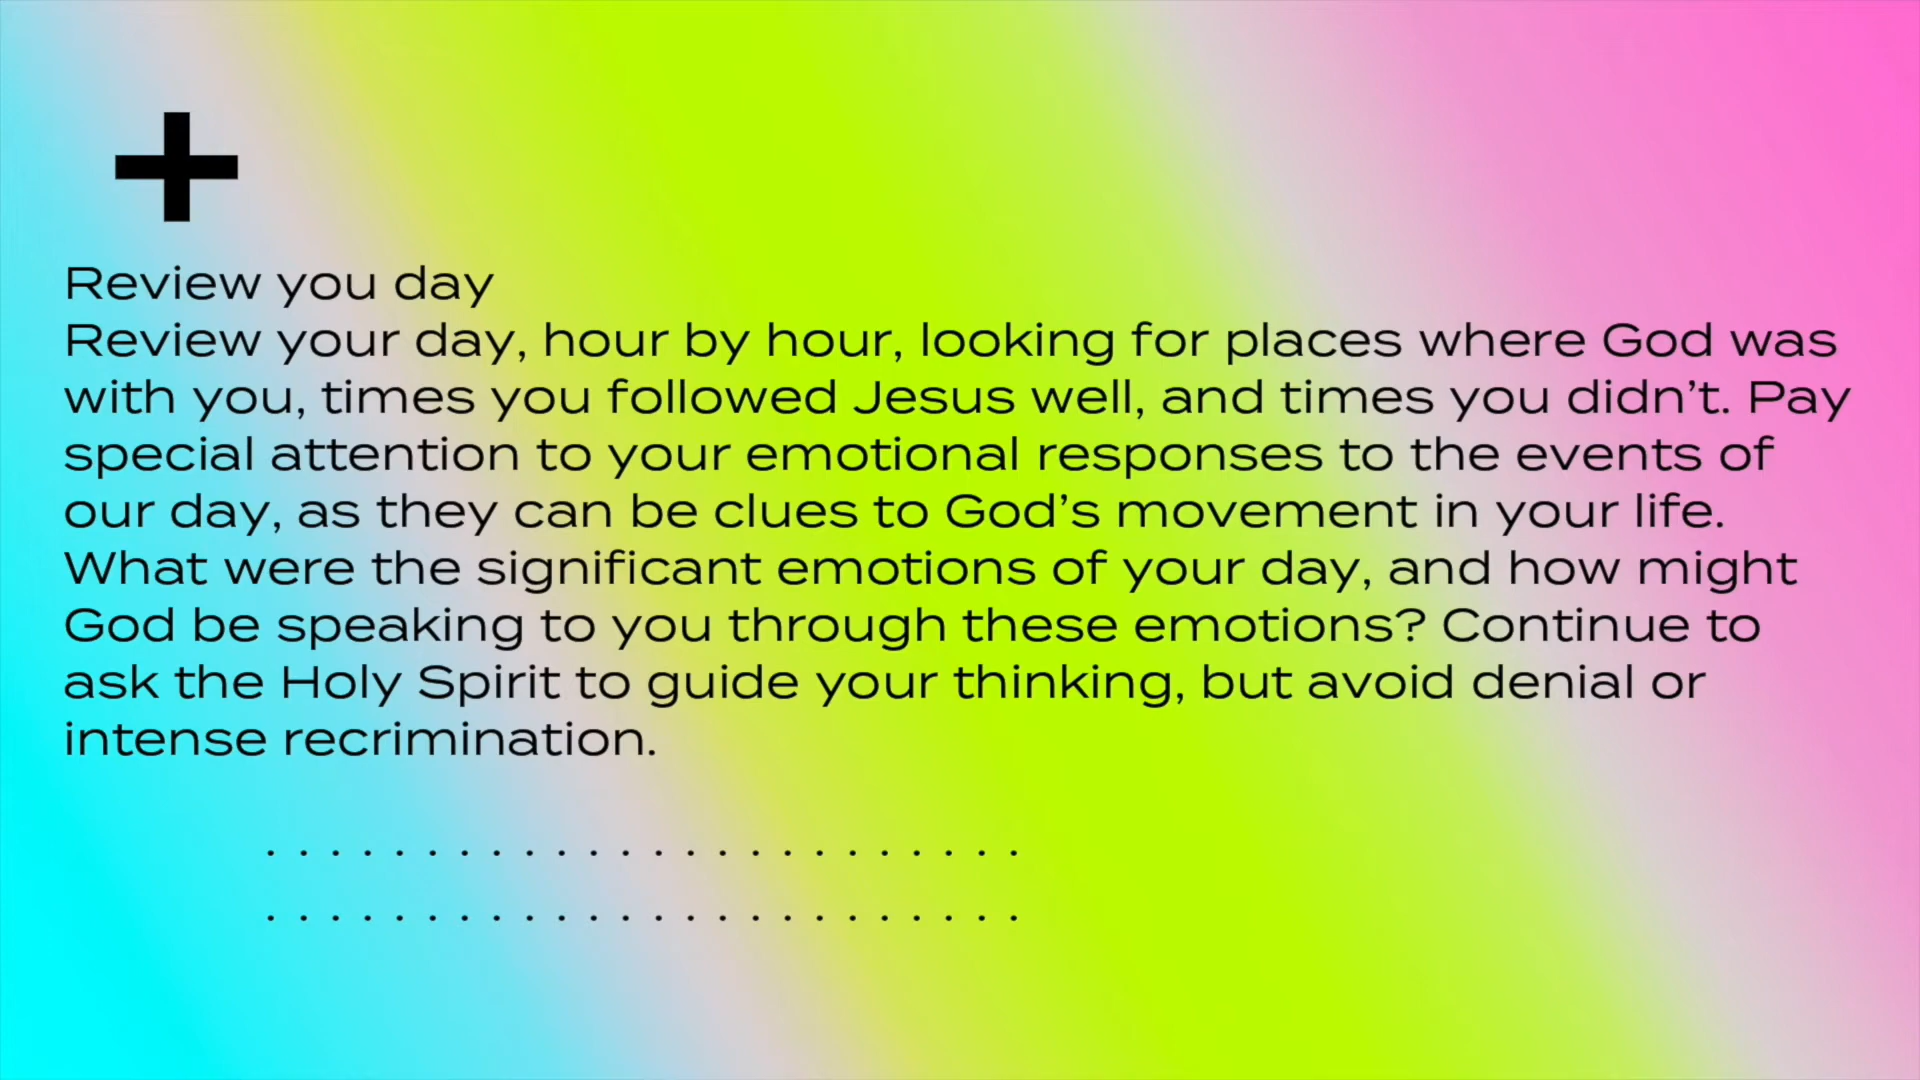 Review you day
Review your day, hour by hour, looking for places where God was
with you, times you followed Jesus well, and times you didn’t. Pay
special attention to your emotional responses to the events of
our day, as they can be clues to God’s movement in your life.
What were the significant emotions of your day, and how might
God be speaking to you through these emotions? Continue to
ask the Holy Spirit to guide your thinking, but avoid denial or
intense recrimination.